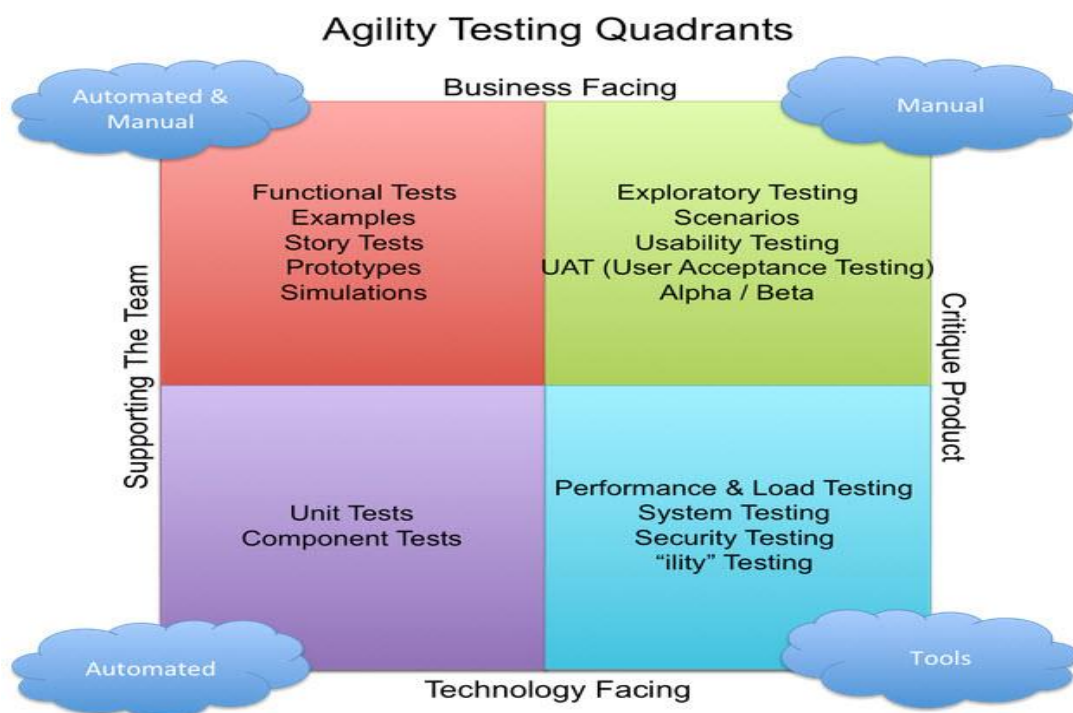 Agility Testing Quadrants
Business Facing
Automated &
Manual
Manual
Functional Tests
Examples
Story Tests
Prototypes
Simulations
Exploratory Testing
Scenarios
Usability Testing
UAT (User Acceptance Testing)
Alpha / Beta
Supporting The Team
Critique Product
Unit Tests
Component Tests
Performance & Load Testing
System Testing
Security Testing
“ility” Testing
Automated
Tools
Technology Facing